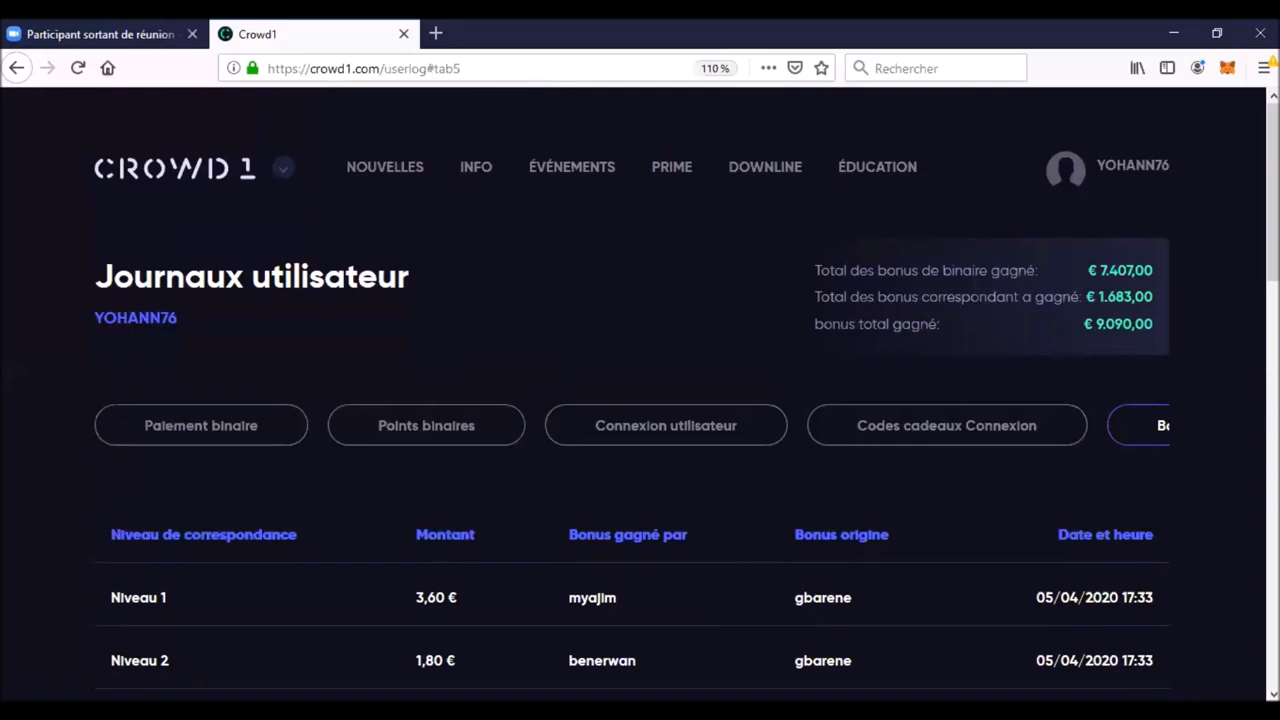 Participant sortant de réunion
Crowd1
https://crowd1.com/userlog#tab5
110 %
Rechercher
CROWD 1
NOUVELLES
INFO
ÉVÉNEMENTS
PRIME
DOWNLINE
ÉDUCATION
YOHANN76
Journaux utilisateur
YOHANN76
Total des bonus de binaire gagné: € 7.407,00
Total des bonus correspondant a gagné: € 1.683,00
bonus total gagné: € 9.090,00
Paiement binaire
Points binaires
Connexion utilisateur
Codes cadeaux Connexion
Niveau de correspondance Montant Bonus gagné par Bonus origine Date et heure
Niveau 1 3,60 € myajim gbarene 05/04/2020 17:33
Niveau 2 1,80 € benerwan gbarene 05/04/2020 17:33